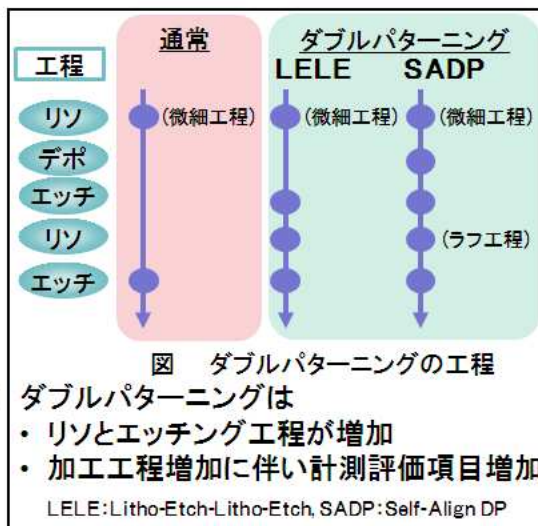 通常
ダブルパターニング
工程
LELE
SADP
リソ
(微細工程)
(微細工程)
(微細工程)
デポ
エッチ
リソ
(ラフ工程)
エッチ
図 ダブルパターニングの工程
ダブルパターニングは
• リソとエッチング工程が増加
• 加工工程増加に伴い計測評価項目増加
LELE:Litho-Etch-Litho-Etch, SADP:Self-Align DP